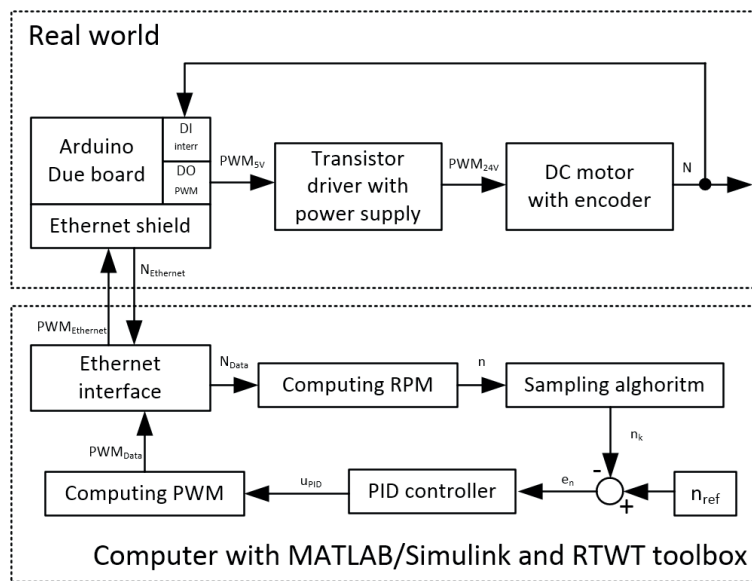 Real world
Arduino
Due board
DI
interr
DO
PWM
Ethernet shield
PWM5V
Transistor
driver with
power supply
PWM24V
DC motor
with encoder
N
NEthernet
PWMEthernet
Ethernet
interface
NData
Computing RPM
n
Sampling alghoritm
nk
-
+
nref
en
PID controller
uPID
Computing PWM
PWMData
Computer with MATLAB/Simulink and RTWT toolbox